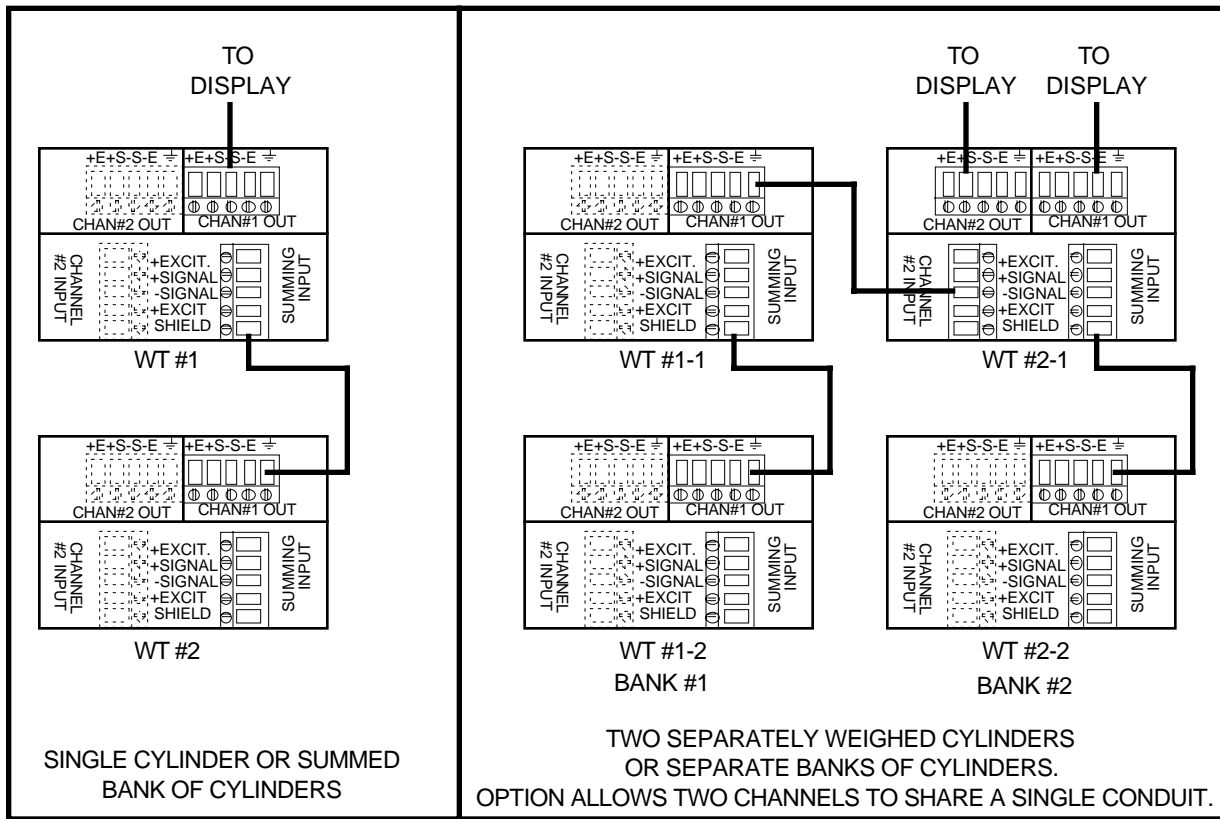 TO
DISPLAY
+E+S-S-E +E+S-S-E
CHAN#2 OUT CHAN#1 OUT
CHANNEL
#2 INPUT
+EXCIT.
+SIGNAL
-SIGNAL
+EXCIT
SHIELD
SUMMING
INPUT
WT #1
+E+S-S-E +E+S-S-E
CHAN#2 OUT CHAN#1 OUT
CHANNEL
#2 INPUT
+EXCIT.
+SIGNAL
-SIGNAL
+EXCIT
SHIELD
SUMMING
INPUT
WT #2
SINGLE CYLINDER OR SUMMED
BANK OF CYLINDERS
TO
DISPLAY
TO
DISPLAY
+E+S-S-E +E+S-S-E
CHAN#2 OUT CHAN#1 OUT
CHANNEL
#2 INPUT
+EXCIT.
+SIGNAL
-SIGNAL
+EXCIT
SHIELD
SUMMING
INPUT
WT #1-1
+E+S-S-E +E+S-S-E
CHAN#2 OUT CHAN#1 OUT
CHANNEL
#2 INPUT
+EXCIT.
+SIGNAL
-SIGNAL
+EXCIT
SHIELD
SUMMING
INPUT
WT #2-1
+E+S-S-E +E+S-S-E
CHAN#2 OUT CHAN#1 OUT
CHANNEL
#2 INPUT
+EXCIT.
+SIGNAL
-SIGNAL
+EXCIT
SHIELD
SUMMING
INPUT
WT #1-2
BANK #1
+E+S-S-E +E+S-S-E
CHAN#2 OUT CHAN#1 OUT
CHANNEL
#2 INPUT
+EXCIT.
+SIGNAL
-SIGNAL
+EXCIT
SHIELD
SUMMING
INPUT
WT #2-2
BANK #2
TWO SEPARATELY WEIGHED CYLINDERS
OR SEPARATE BANKS OF CYLINDERS.
OPTION ALLOWS TWO CHANNELS TO SHARE A SINGLE CONDUIT.